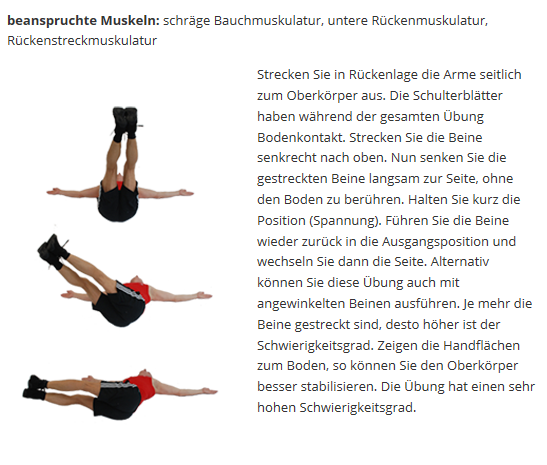 beanspruchte Muskeln: schräge Bauchmuskulatur, untere Rückenmuskulatur,
Rückenstreckmuskulatur
Strecken Sie in Rückenlage die Arme seitlich
zum Oberkörper aus. Die Schulterblätter
haben während der gesamten Übung
Bodenkontakt. Strecken Sie die Beine
senkrecht nach oben. Nun senken Sie die
gestreckten Beine langsam zur Seite, ohne
den Boden zu berühren. Halten Sie kurz die
Position (Spannung). Führen Sie die Beine
wieder zurück in die Ausgangsposition und
wechseln Sie dann die Seite. Alternativ
können Sie diese Übung auch mit
angewinkelten Beinen ausführen. Je mehr die
Beine gestreckt sind, desto höher ist der
Schwierigkeitsgrad. Zeigen die Handflächen
zum Boden, so können Sie den Oberkörper
besser stabilisieren. Die Übung hat einen sehr
hohen Schwierigkeitsgrad.